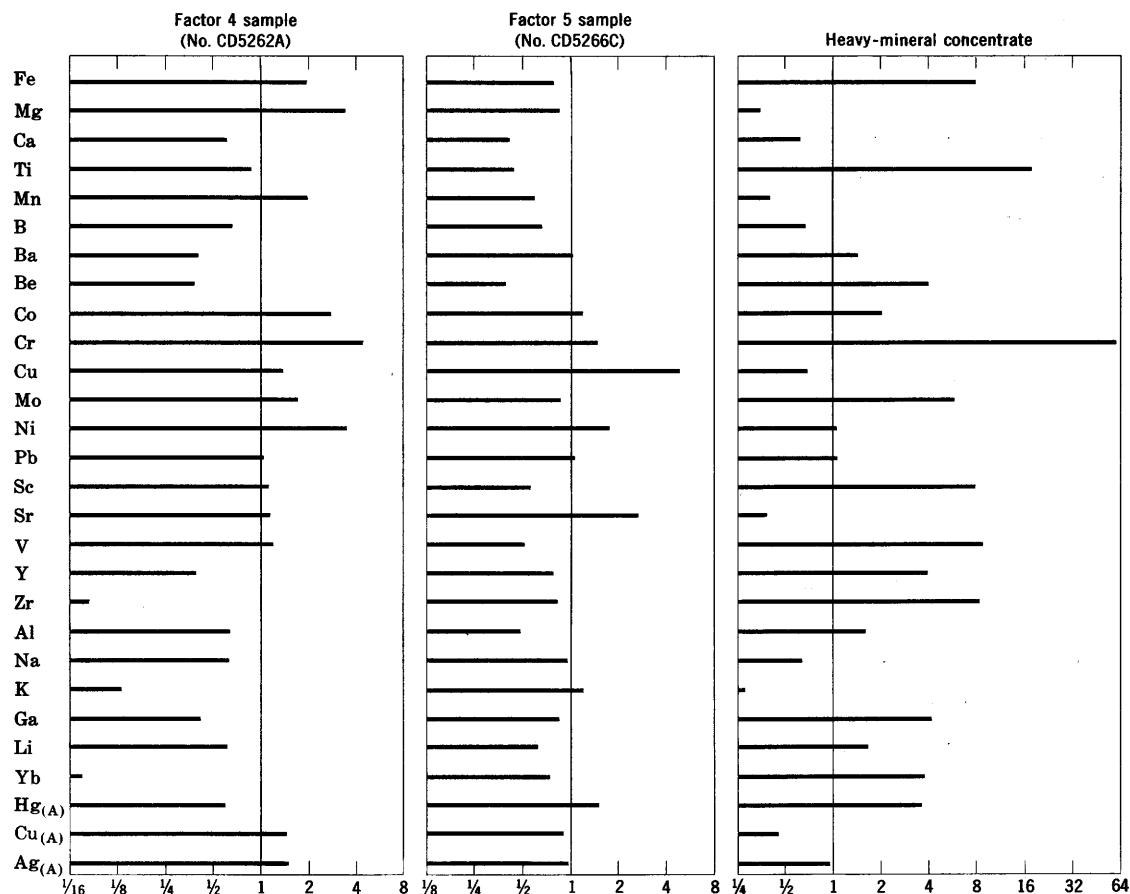 Factor 4 sample
(No. CD5262A)
Factor 5 sample
(No. CD5266C)
Heavy-mineral concentrate
Fe
Mg
Ca
Ti
Mn
B
Ba
Be
Co
Cr
Cu
Mo
Ni
Pb
Sc
Sr
V
Y
Zr
Al
Na
K
Ga
Li
Yb
Hg(A)
Cu(A)
Ag(A)
1/16 1/8 1/4 1/2 1 2 4 8
1/8 1/4 1/2 1 2 4 8
1/4 1/2 1 2 4 8 16 32 64